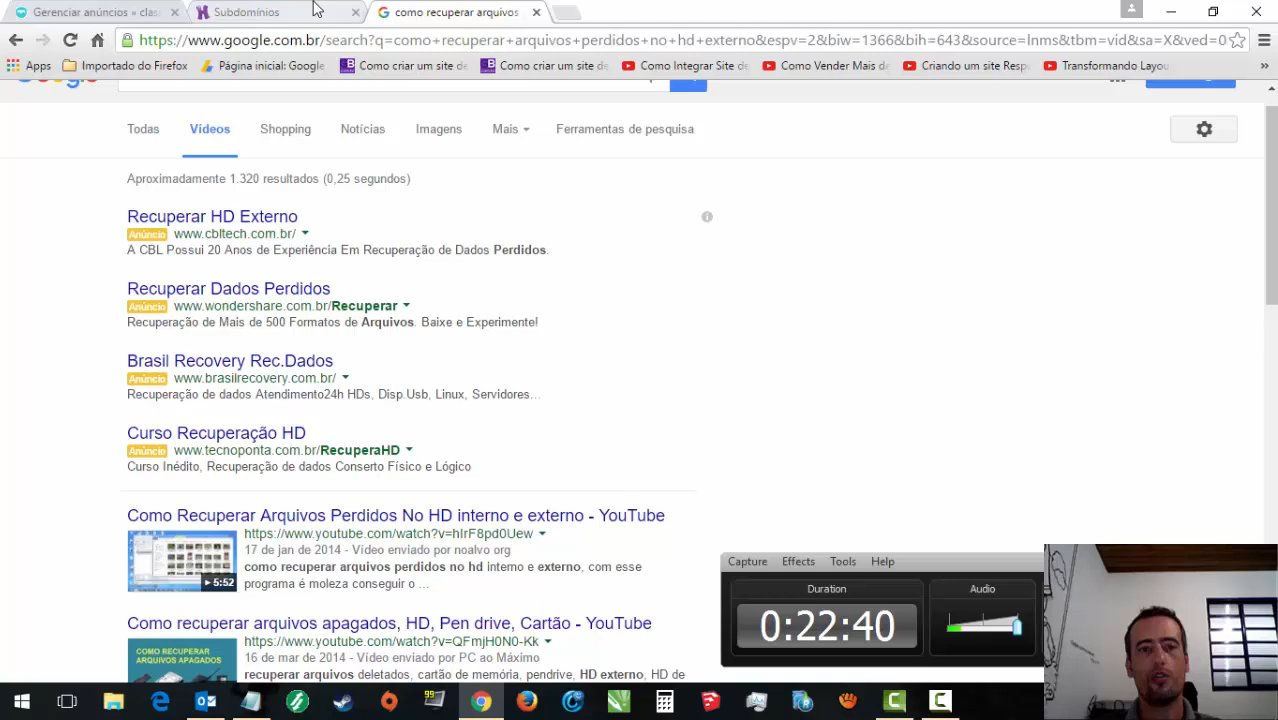 Gerenciar anúncios « clas
Subdomínios
como recuperar arquivos
https://www.google.com.br/search?q=como+recuperar+arquivos+perdidos+no+hd+externo&espv=2&biw=1366&bih=643&source=lnms&tbm=vid&sa=X&ved=0
Apps
Importado do Firefox
Página inicial: Google
Como criar um site de
Como criar um site de
Como Integrar Site de
Como Vender Mais de
Criando um site Resp
Transformando Layou
Todas
Vídeos
Shopping
Notícias
Imagens
Mais
Ferramentas de pesquisa
Aproximadamente 1.320 resultados (0,25 segundos)
Recuperar HD Externo
Anúncio www.cbltech.com.br/
A CBL Possui 20 Anos de Experiência Em Recuperação de Dados Perdidos.
Recuperar Dados Perdidos
Anúncio www.wondershare.com.br/Recuperar
Recuperação de Mais de 500 Formatos de Arquivos. Baixe e Experimente!
Brasil Recovery Rec.Dados
Anúncio www.brasilrecovery.com.br/
Recuperação de dados Atendimento24h HDs, Disp.Usb, Linux, Servidores...
Curso Recuperação HD
Anúncio www.tecnoponta.com.br/RecuperaHD
Curso Inédito, Recuperação de dados Conserto Físico e Lógico
Como Recuperar Arquivos Perdidos No HD interno e externo - YouTube
https://www.youtube.com/watch?v=hIrF8pd0Uew
17 de jan de 2014 - Vídeo enviado por noalvo org
como recuperar arquivos perdidos no hd interno e externo, com esse
programa é moleza conseguir o ...
5:52
Como recuperar arquivos apagados, HD, Pen drive, Cartão - YouTube
https://www.youtube.com/watch?v=QFmjH0N0-Kk
16 de mar de 2014 - Vídeo enviado por PC ao Máximo
recuperar arquivos deletados, cartão de memória, pendrive, HD externo, HD de
COMO RECUPERAR
ARQUIVOS APAGADOS
Capture
Effects
Tools
Help
Duration
Audio
0:22:40
99